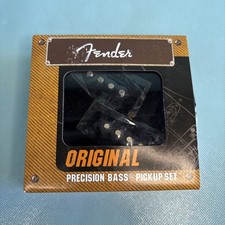 Fender
ORIGINAL
PRECISION BASS PICKUP SET